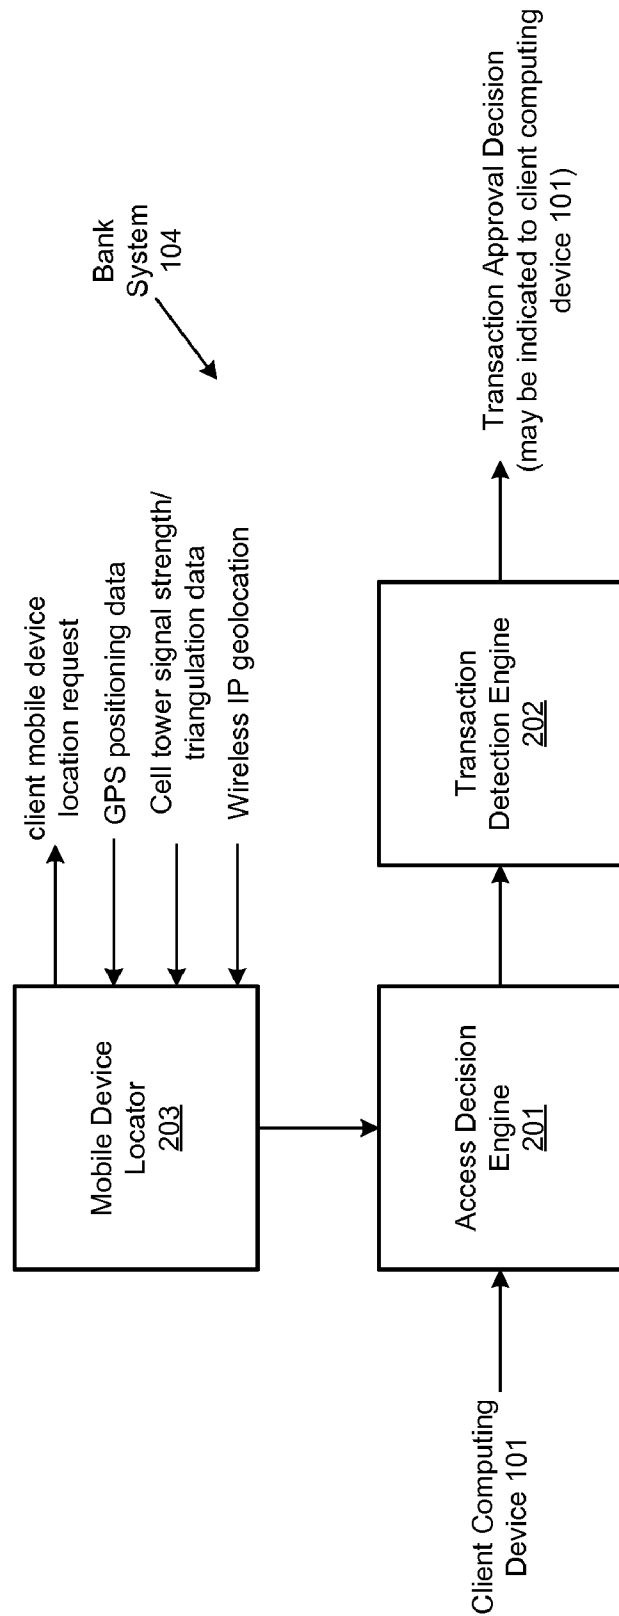 Bank
System
104
client mobile device
location request
GPS positioning data
Cell tower signal strength/
triangulation data
Wireless IP geolocation
Mobile Device
Locator
203
Client Computing
Device 101
Access Decision
Engine
201
Transaction
Detection Engine
202
Transaction Approval Decision
(may be indicated to client computing
device 101)